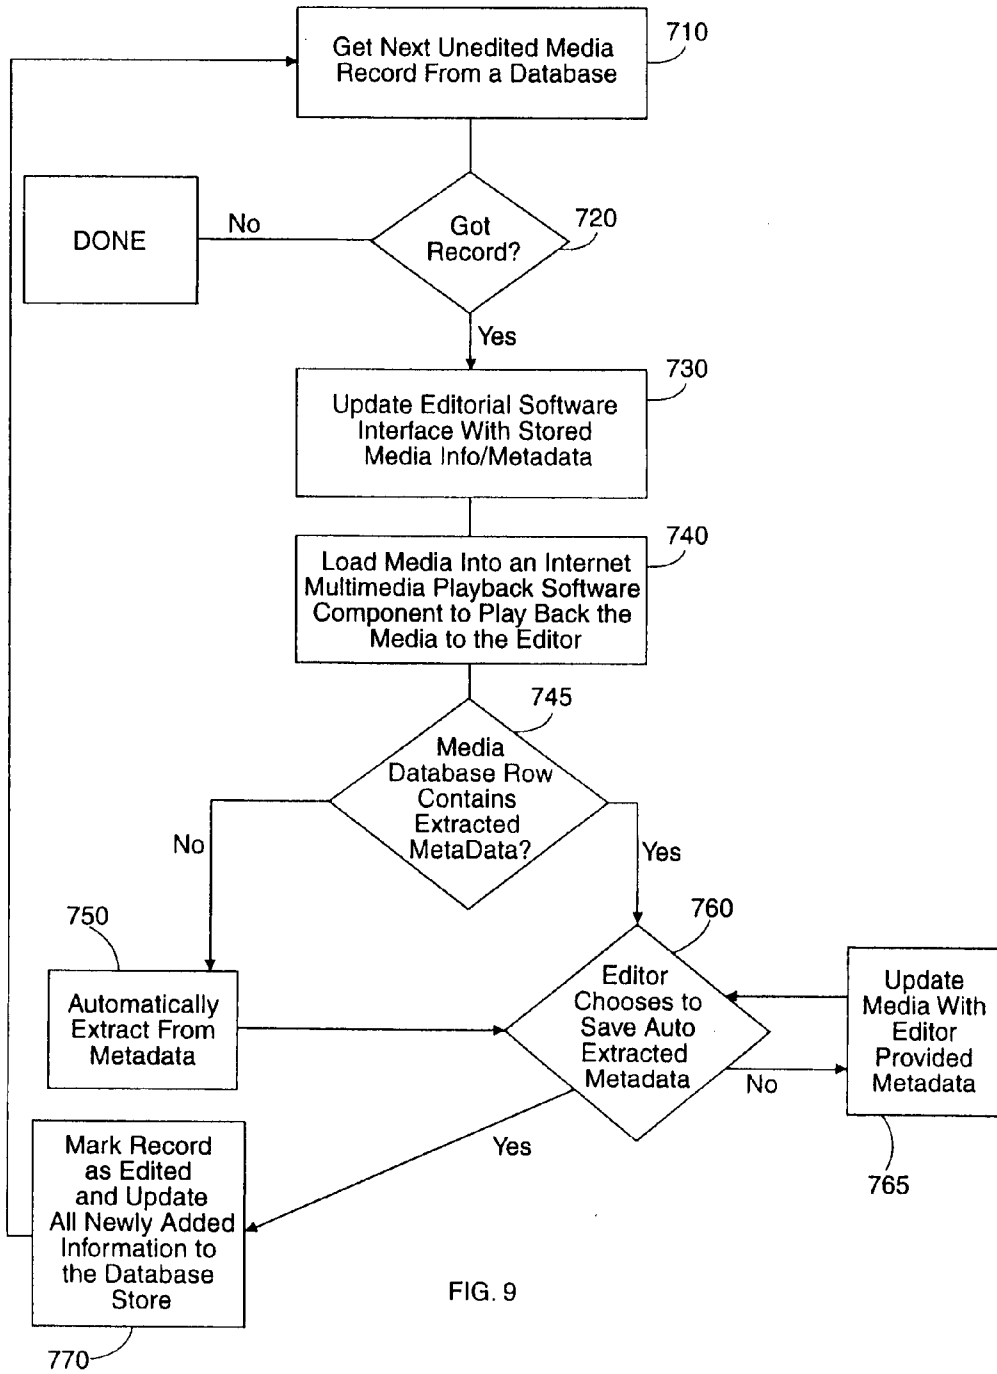 710
Get Next Unedited Media
Record From a Database
DONE
No
Got
Record?
720
Yes
730
Update Editorial Software
Interface With Stored
Media Info/Metadata
740
Load Media Into an Internet
Multimedia Playback Software
Component to Play Back the
Media to the Editor
745
Media
Database Row
Contains
Extracted
MetaData?
No
Yes
750
Automatically
Extract From
Metadata
760
Editor
Chooses to
Save Auto
Extracted
Metadata
No
Update
Media With
Editor
Provided
Metadata
765
Yes
Mark Record
as Edited
and Update
All Newly Added
Information to
the Database
Store
770
FIG. 9